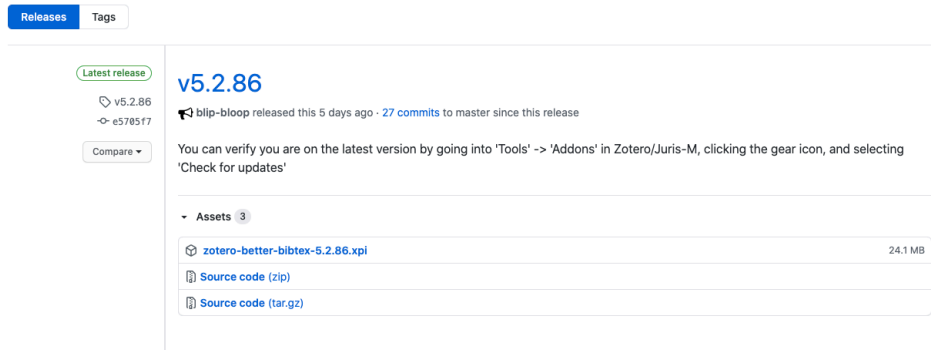 Releases Tags
Latest release
v5.2.86
e5705f7
Compare
v5.2.86
blip-bloop released this 5 days ago · 27 commits to master since this release
You can verify you are on the latest version by going into 'Tools' -> 'Addons' in Zotero/Juris-M, clicking the gear icon, and selecting
'Check for updates'
Assets 3
zotero-better-bibtex-5.2.86.xpi 24.1 MB
Source code (zip)
Source code (tar.gz)